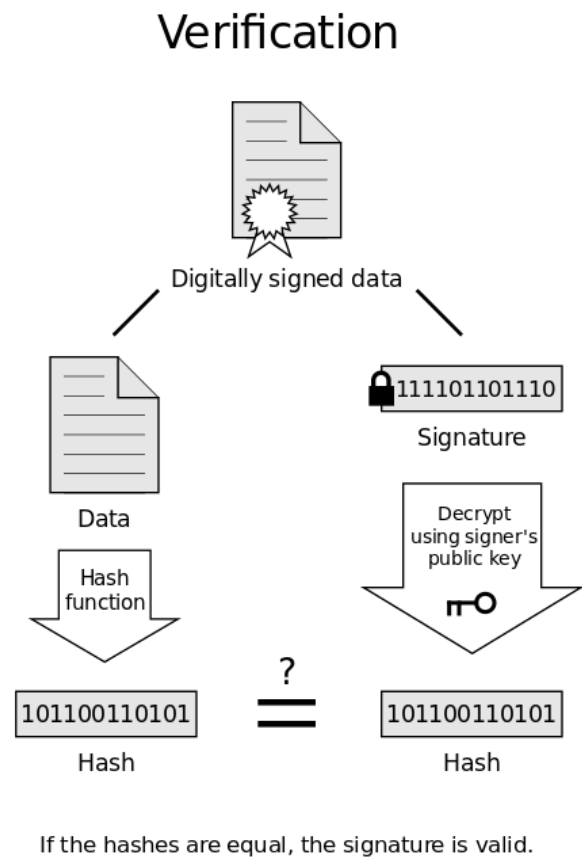 Verification
Digitally signed data
111101101110
Signature
Data
Decrypt
using signer's
public key
Hash
function
?
101100110101
101100110101
Hash
Hash
If the hashes are equal, the signature is valid.